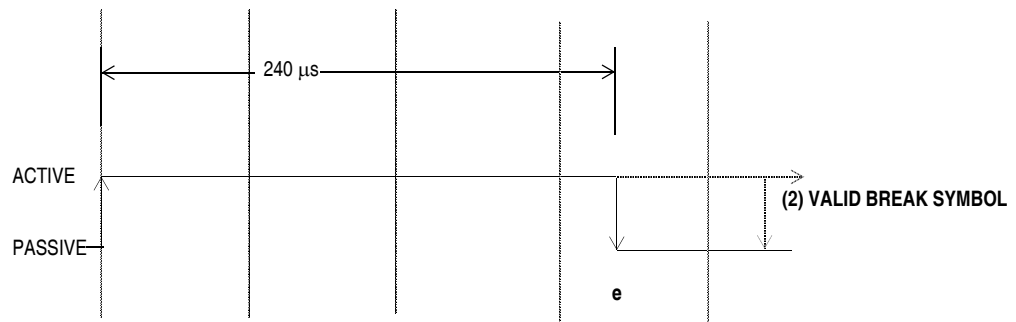 240 μs
ACTIVE
(2) VALID BREAK SYMBOL
PASSIVE
e